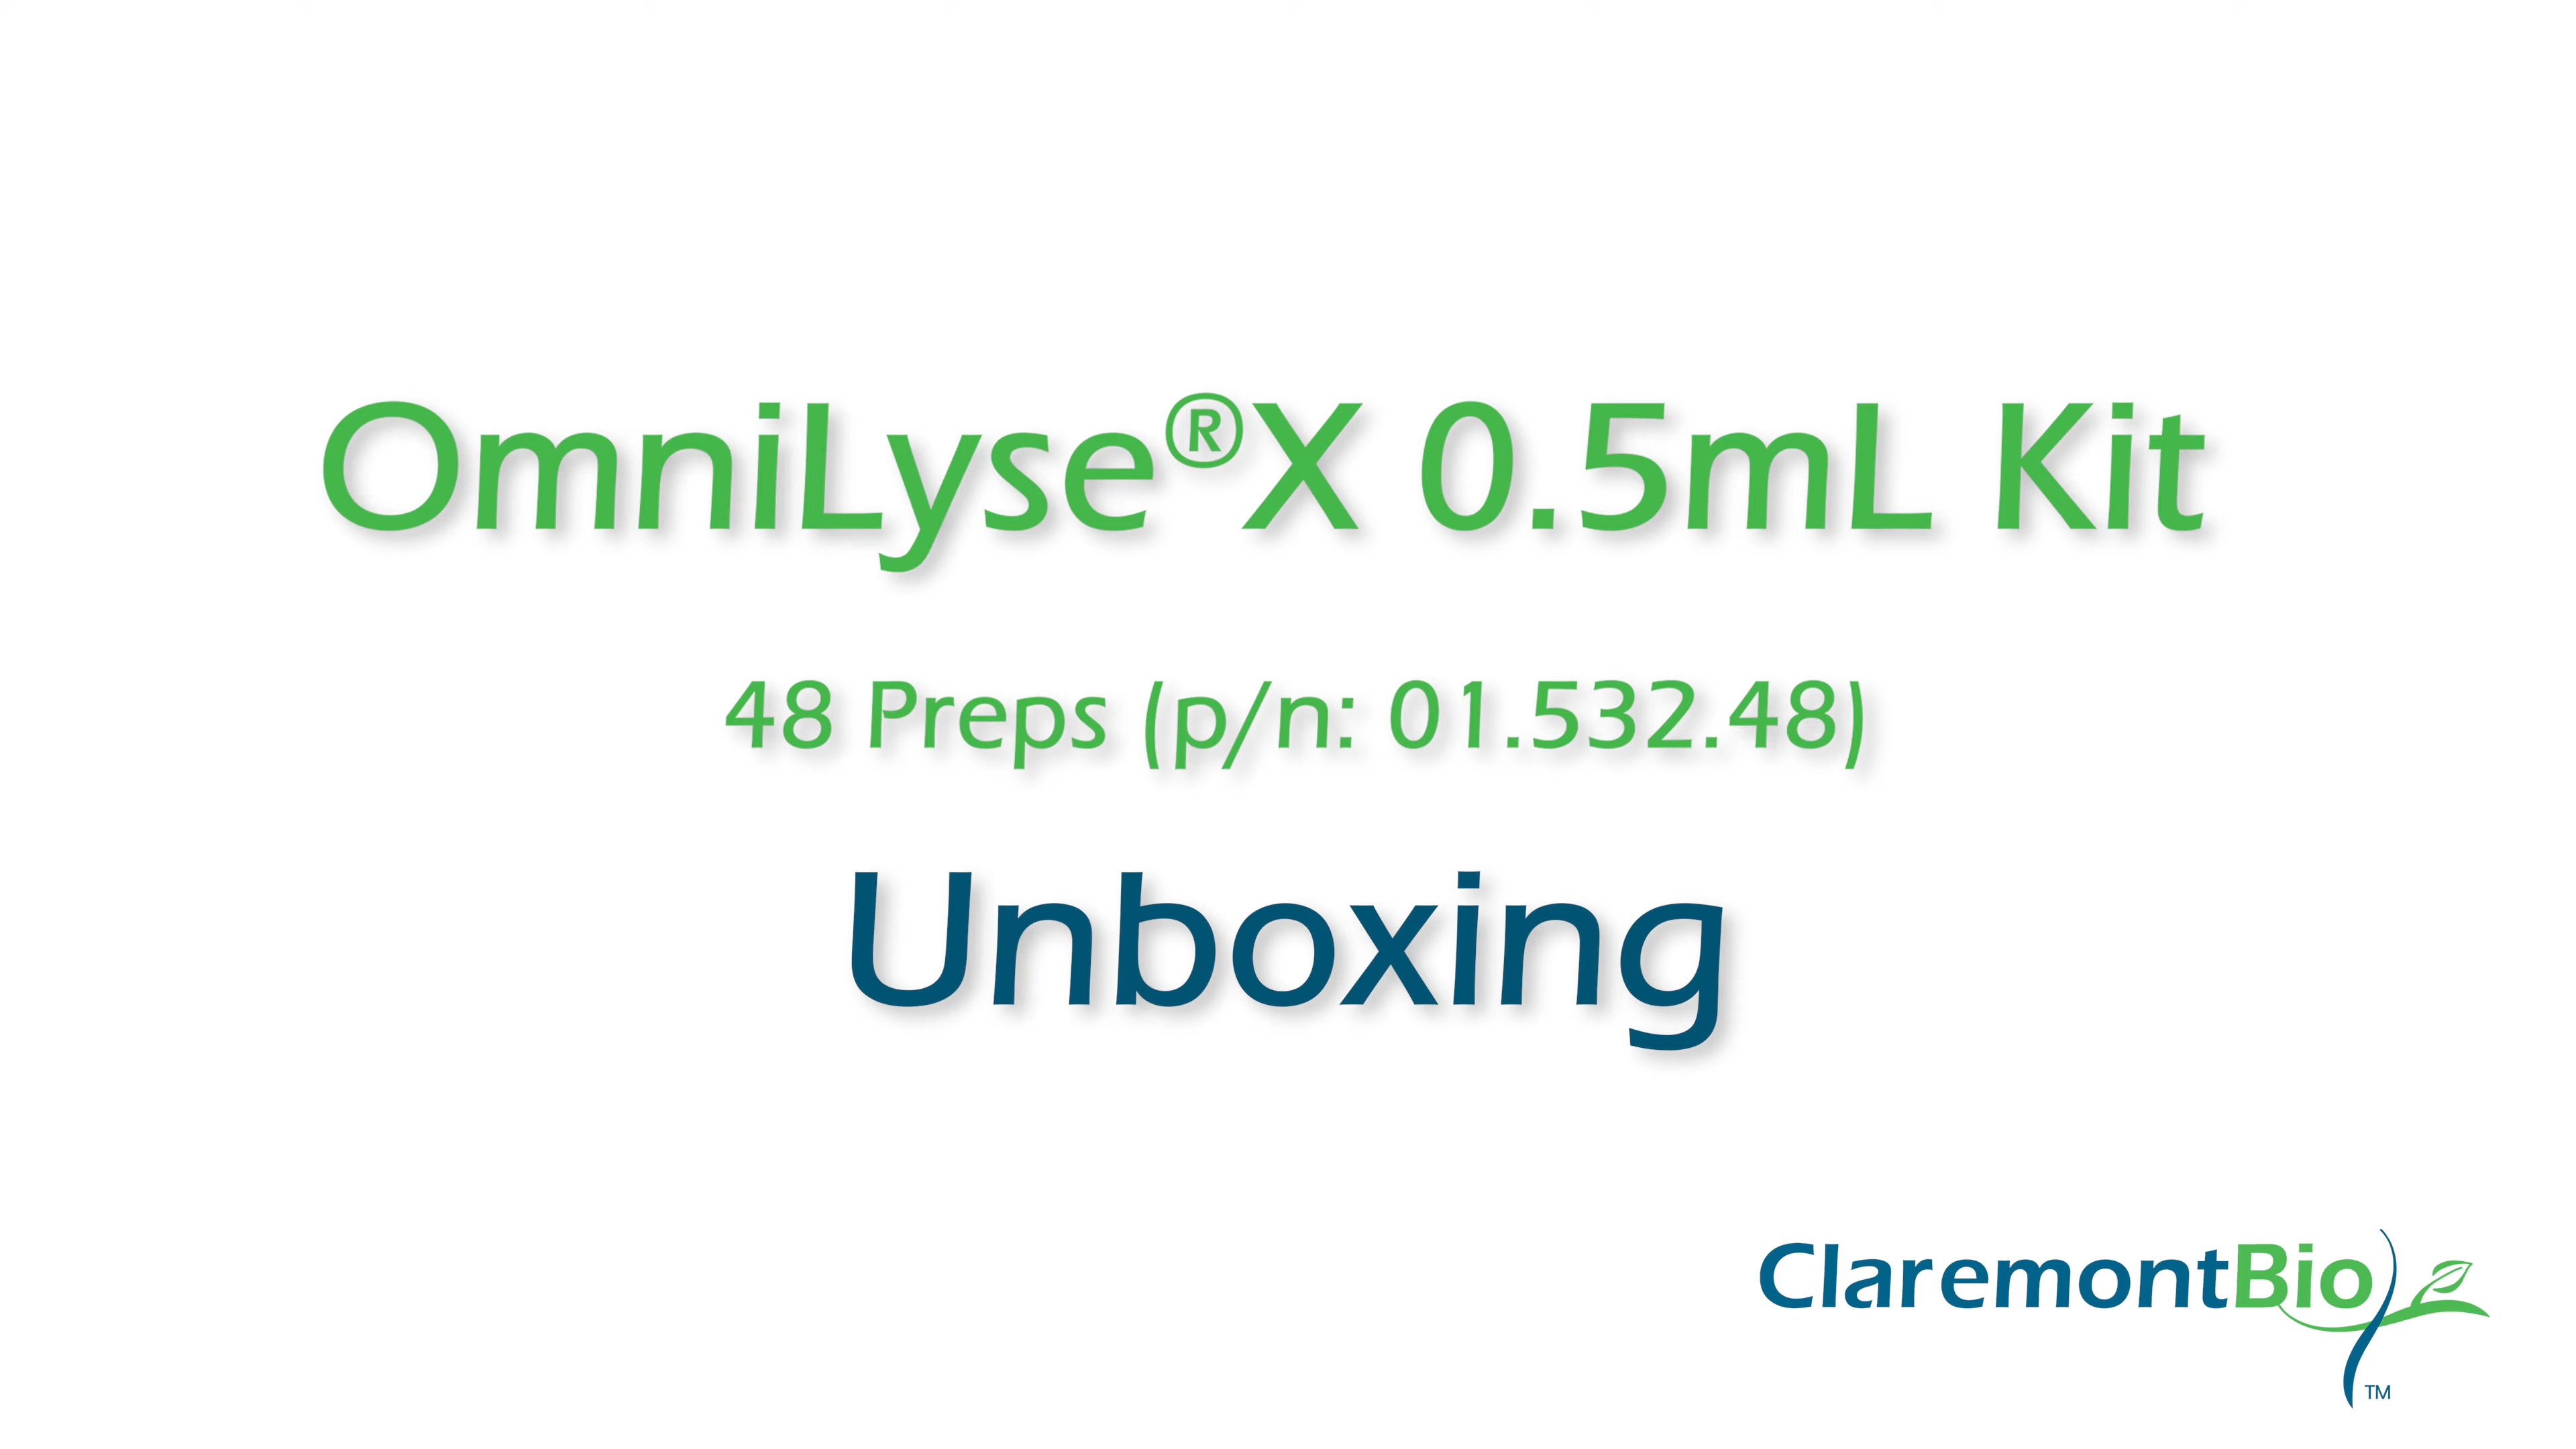 OmniLyse®X 0.5mL Kit
48 Preps (p/n: 01.532.48)
Unboxing
ClaremontBio
TM